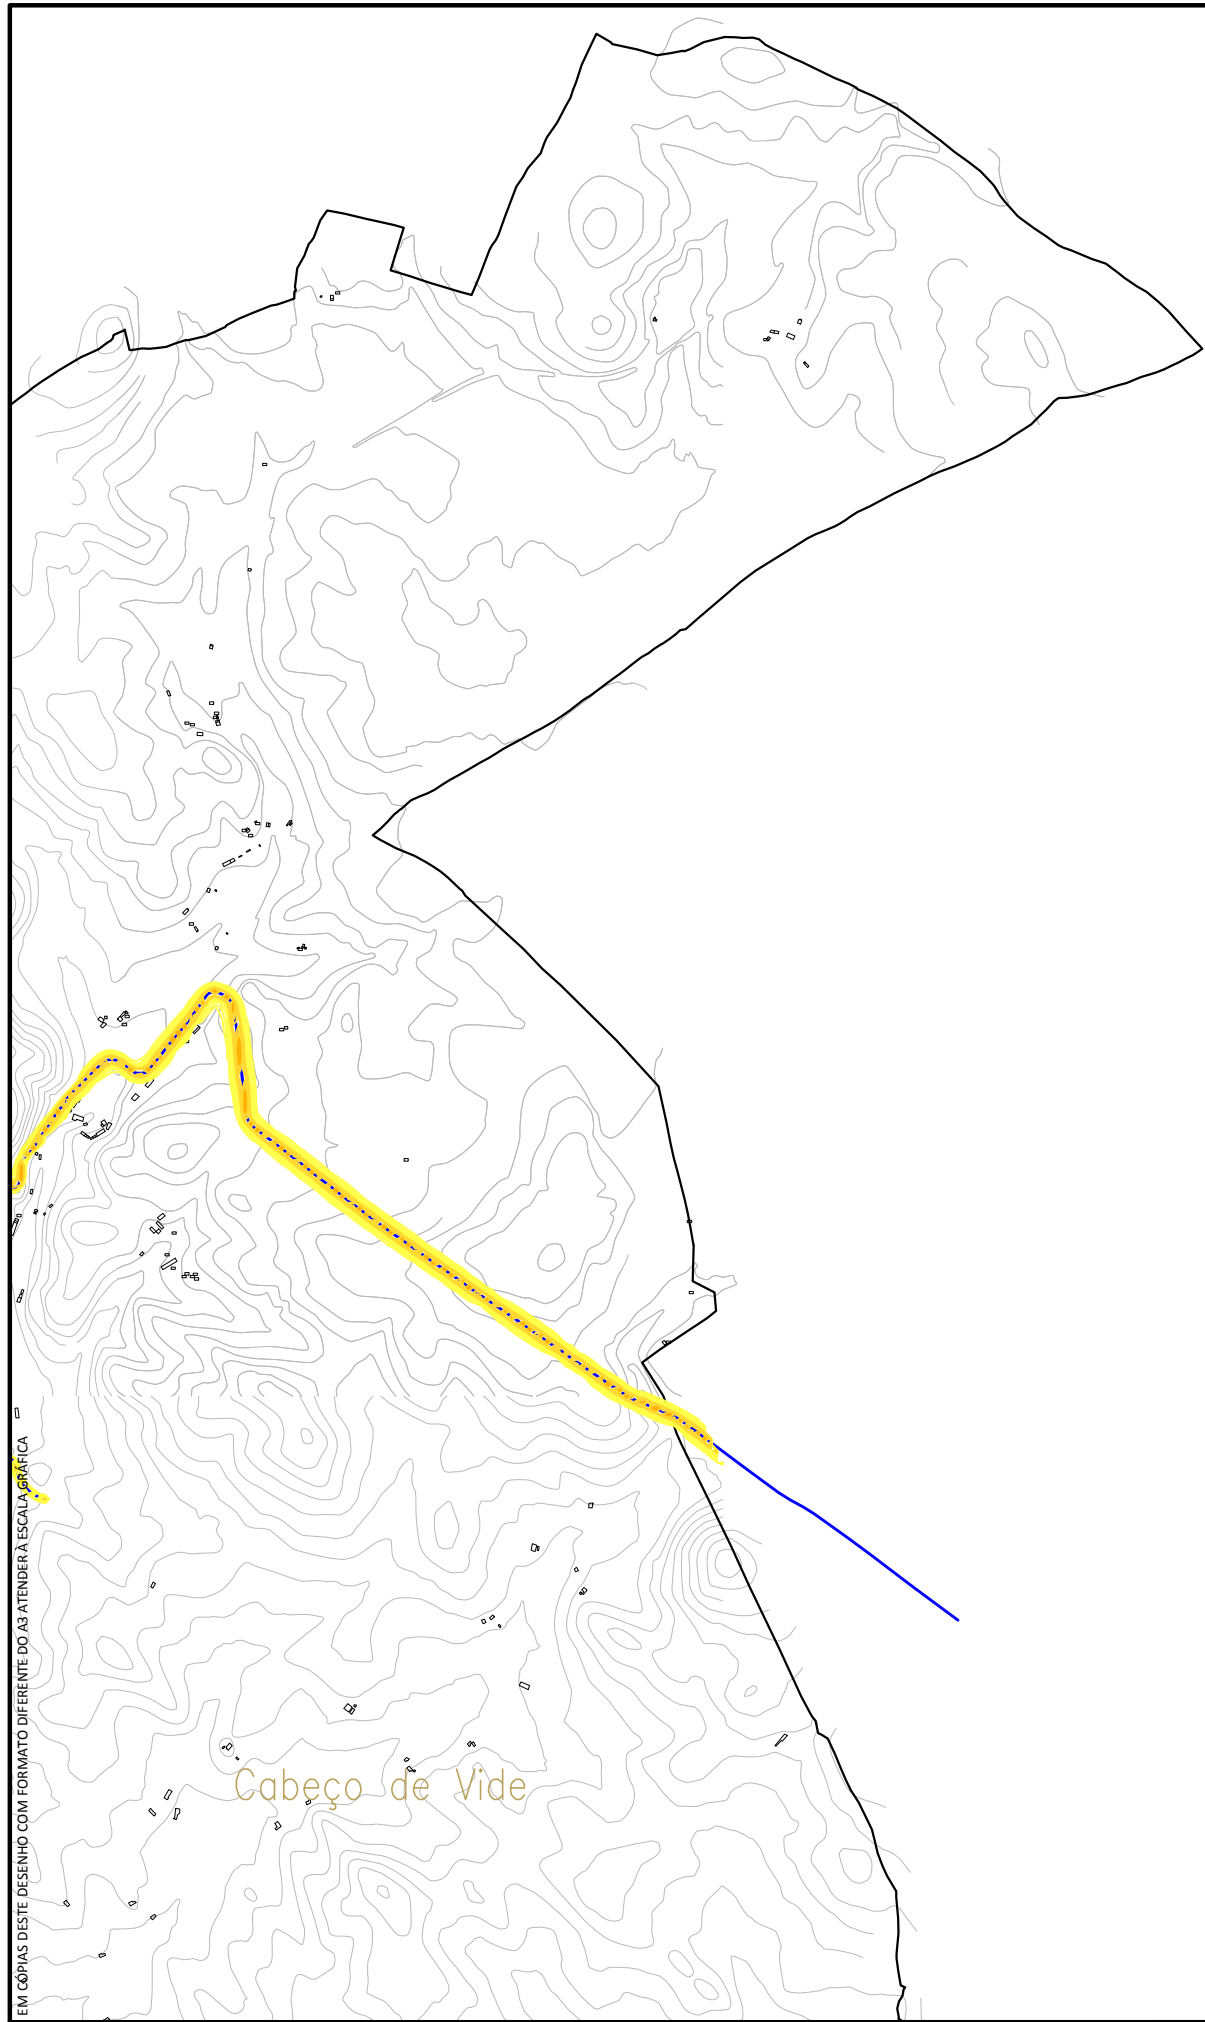 EM CÓPIAS DESTE DESENHO COM FORMATO DIFERENTE DO A3 ATENDER À ESCALA GRÁFICA
Cabeço de Vide